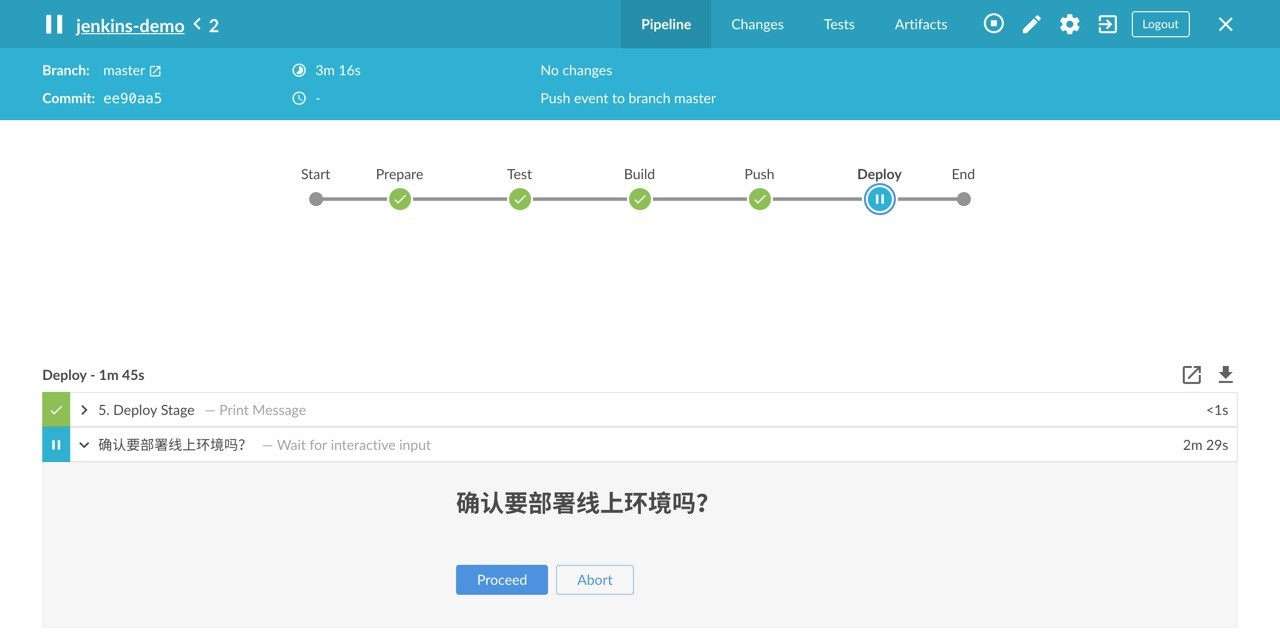 jenkins-demo < 2 Pipeline Changes Tests Artifacts Logout
Branch: master 3m 16s No changes
Commit: ee90aa5 - Push event to branch master
Start Prepare Test Build Push Deploy End
Deploy - 1m 45s
5. Deploy Stage — Print Message <1s
确认要部署线上环境吗? — Wait for interactive input 2m 29s
确认要部署线上环境吗?
Proceed Abort